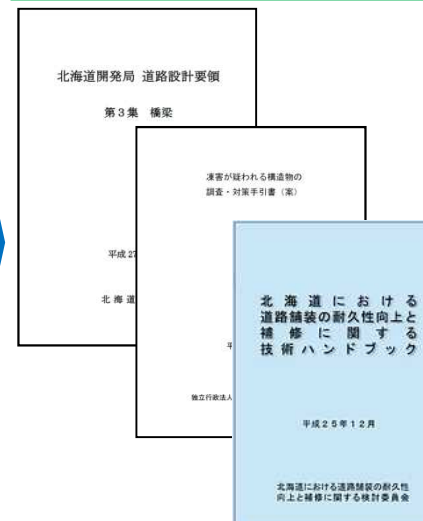 北海道開発局 道路設計要領
第3集 橋梁
平成27
北海道
凍害が疑われる構造物の
調査・対策手引書（案）
平
独立行政法人
北海道における
道路舗装の耐久性向上と
補修に関する
技術ハンドブック
平成25年12月
北海道における道路舗装の耐久性
向上と補修に関する検討委員会